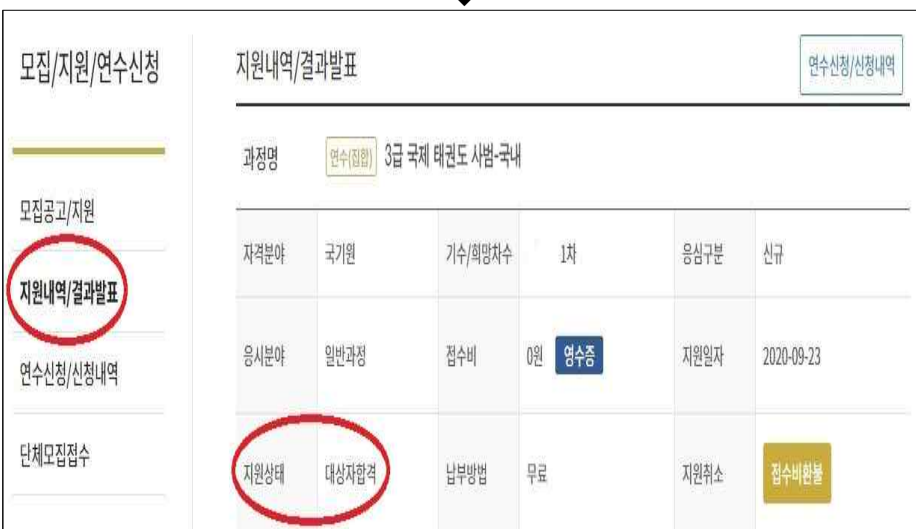 모집/지원/연수신청
모집공고/지원
지원내역/결과발표
연수신청/신청내역
단체모집접수
지원내역/결과발표
연수신청/신청내역
과정명 연수(집합) 3급 국제 태권도 사범-국내
자격분야 국기원 기수/희망차수 1차 응심구분 신규
응시분야 일반과정 접수비 0원 영수증 지원일자 2020-09-23
지원상태 대상자합격 납부방법 무료 지원취소 접수비환불